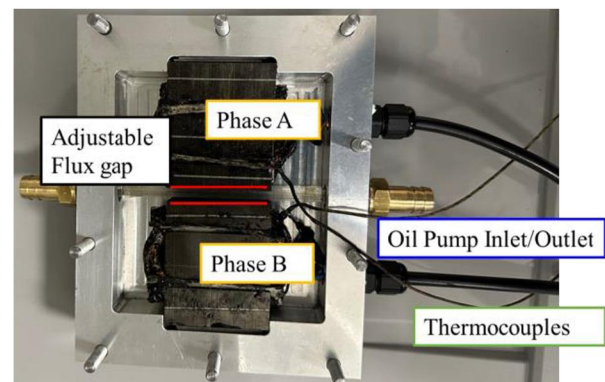 Phase A
Adjustable
Flux gap
Oil Pump Inlet/Outlet
Phase B
Thermocouples